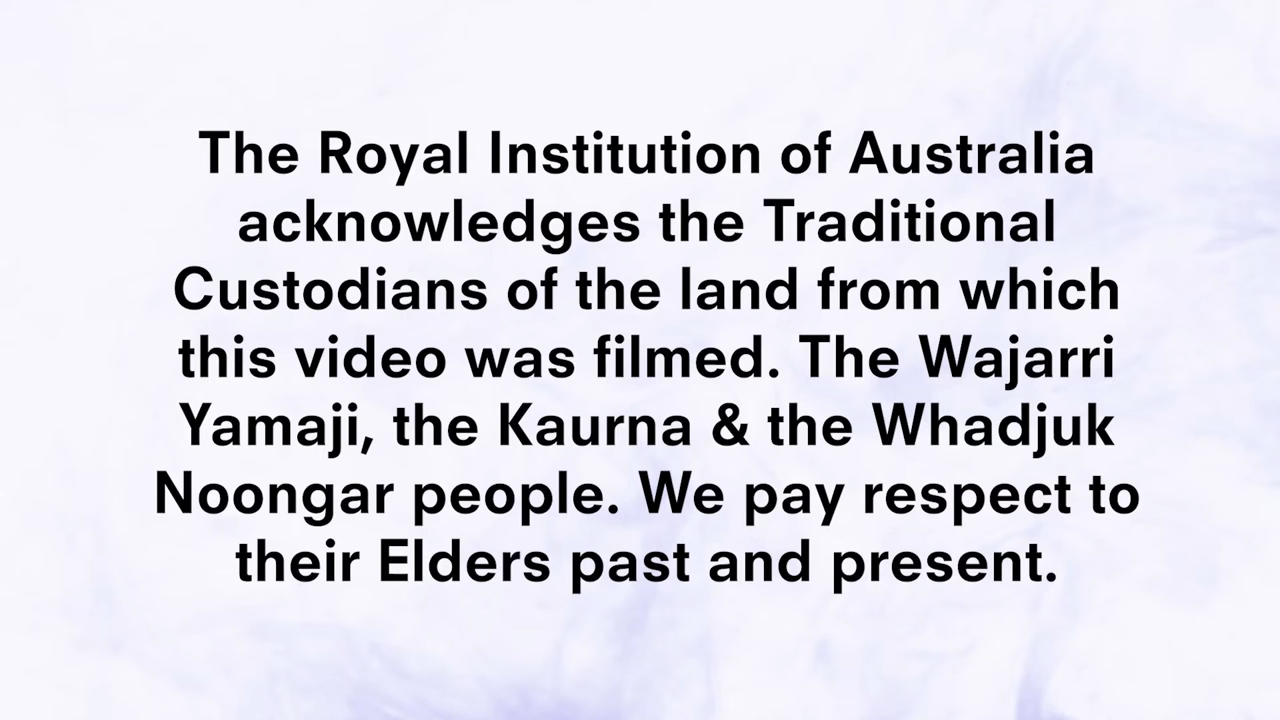 The Royal Institution of Australia
acknowledges the Traditional
Custodians of the land from which
this video was filmed. The Wajarri
Yamaji, the Kaurna & the Whadjuk
Noongar people. We pay respect to
their Elders past and present.